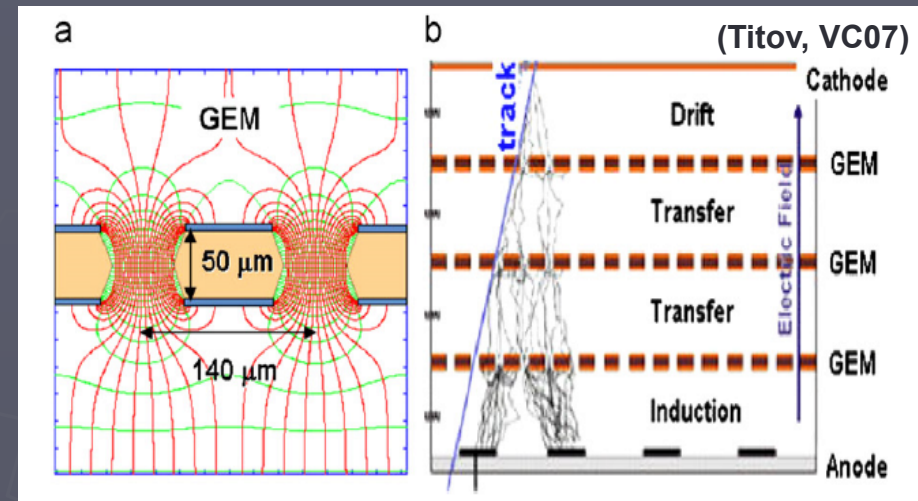 a
b
(Titov, VC07)
GEM
50 µm
140 µm
track
Cathode
Drift
GEM
Transfer
GEM
Transfer
GEM
Induction
Anode
Electric Field